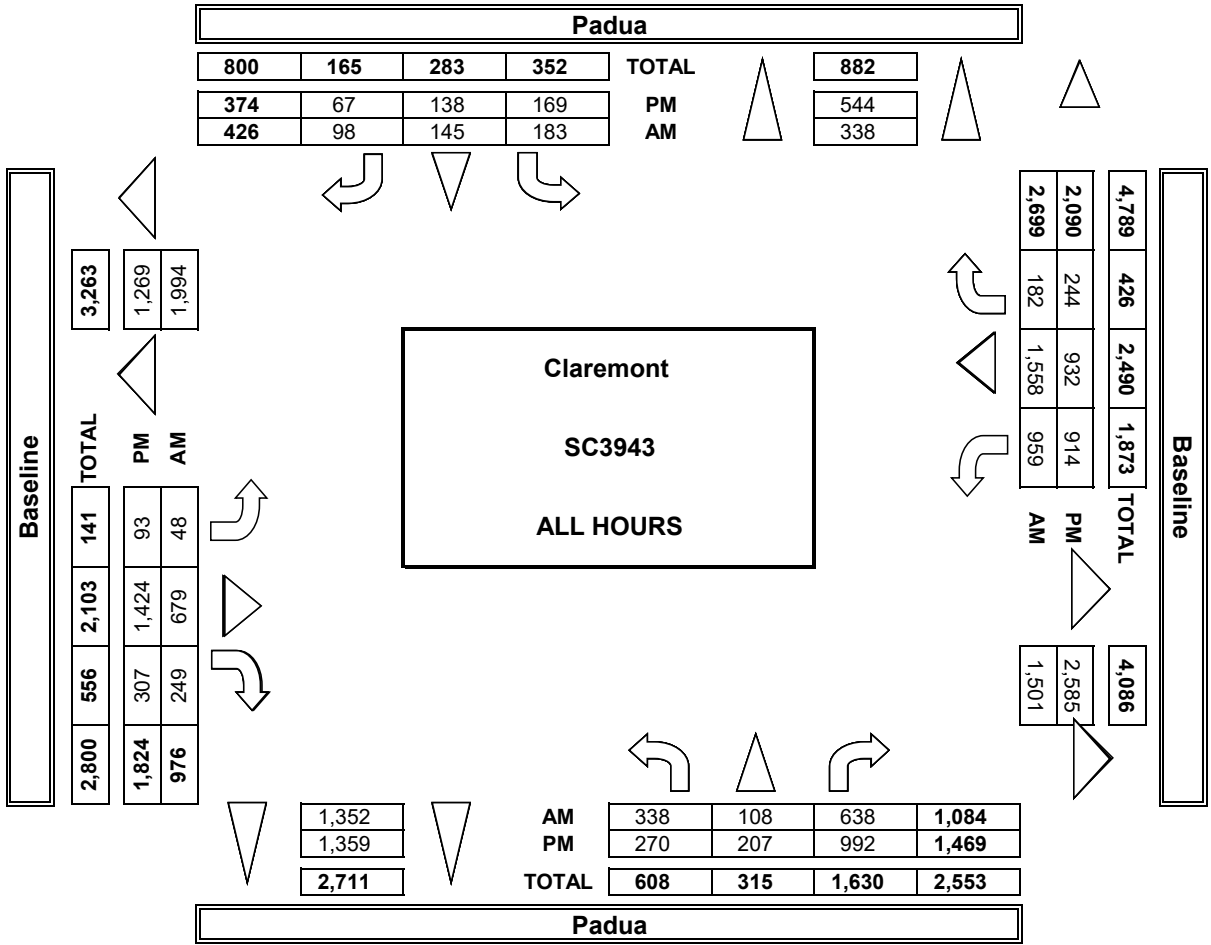 Padua
800 165 283 352 TOTAL 882
374 67 138 169 PM 544
426 98 145 183 AM 338
Baseline
TOTAL PM AM
3,263 1,269 1,994
141 93 48
2,103 1,424 679
556 307 249
2,800 1,824 976
Claremont
SC3943
ALL HOURS
2,699 2,090 4,789
182 244 426
1,558 932 2,490
959 914 1,873
AM PM TOTAL
1,501 2,585 4,086
Baseline
1,352 AM 338 108 638 1,084
1,359 PM 270 207 992 1,469
2,711 TOTAL 608 315 1,630 2,553
Padua